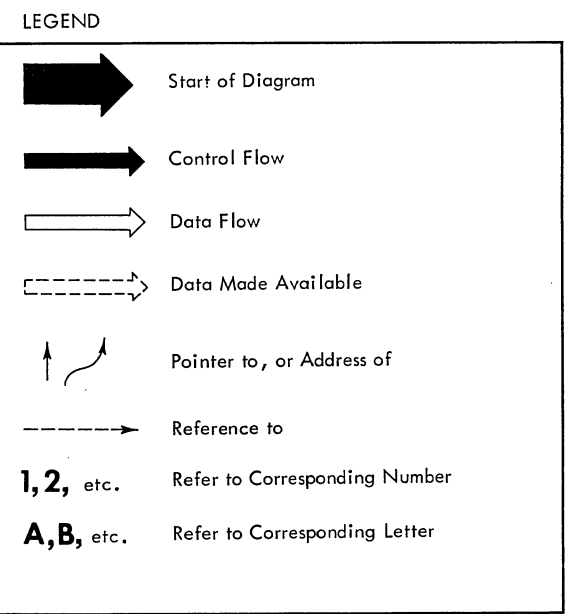 LEGEND
Start of Diagram
Control Flow
Data Flow
Data Made Available
Pointer to, or Address of
Reference to
1,2, etc. Refer to Corresponding Number
A,B, etc. Refer to Corresponding Letter